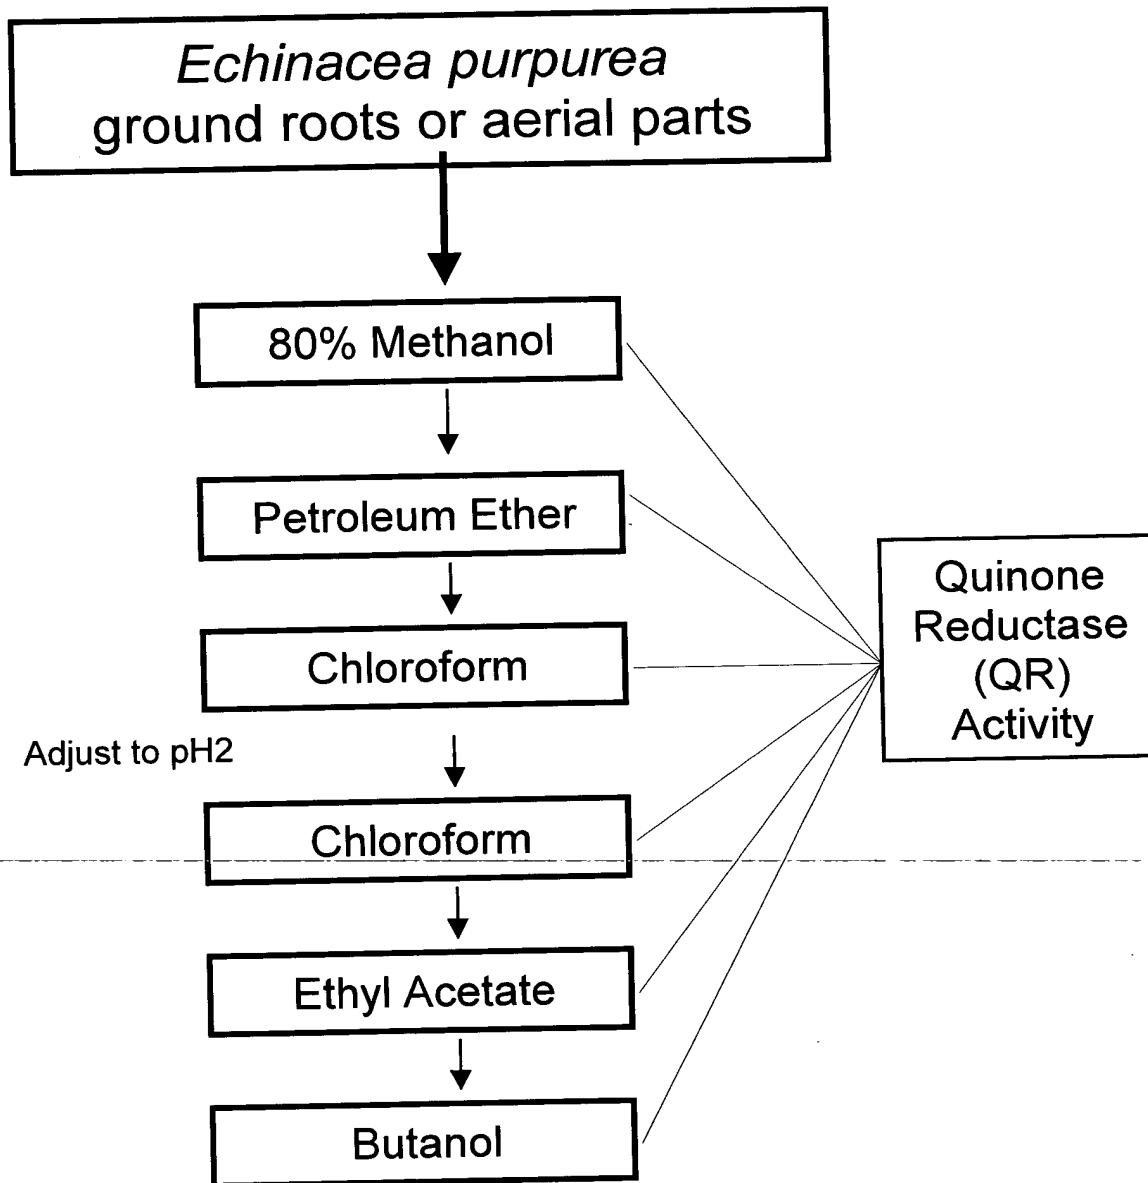 Echinacea purpurea
ground roots or aerial parts
80% Methanol
Petroleum Ether
Chloroform
Adjust to pH2
Chloroform
Ethyl Acetate
Butanol
Quinone
Reductase
(QR)
Activity